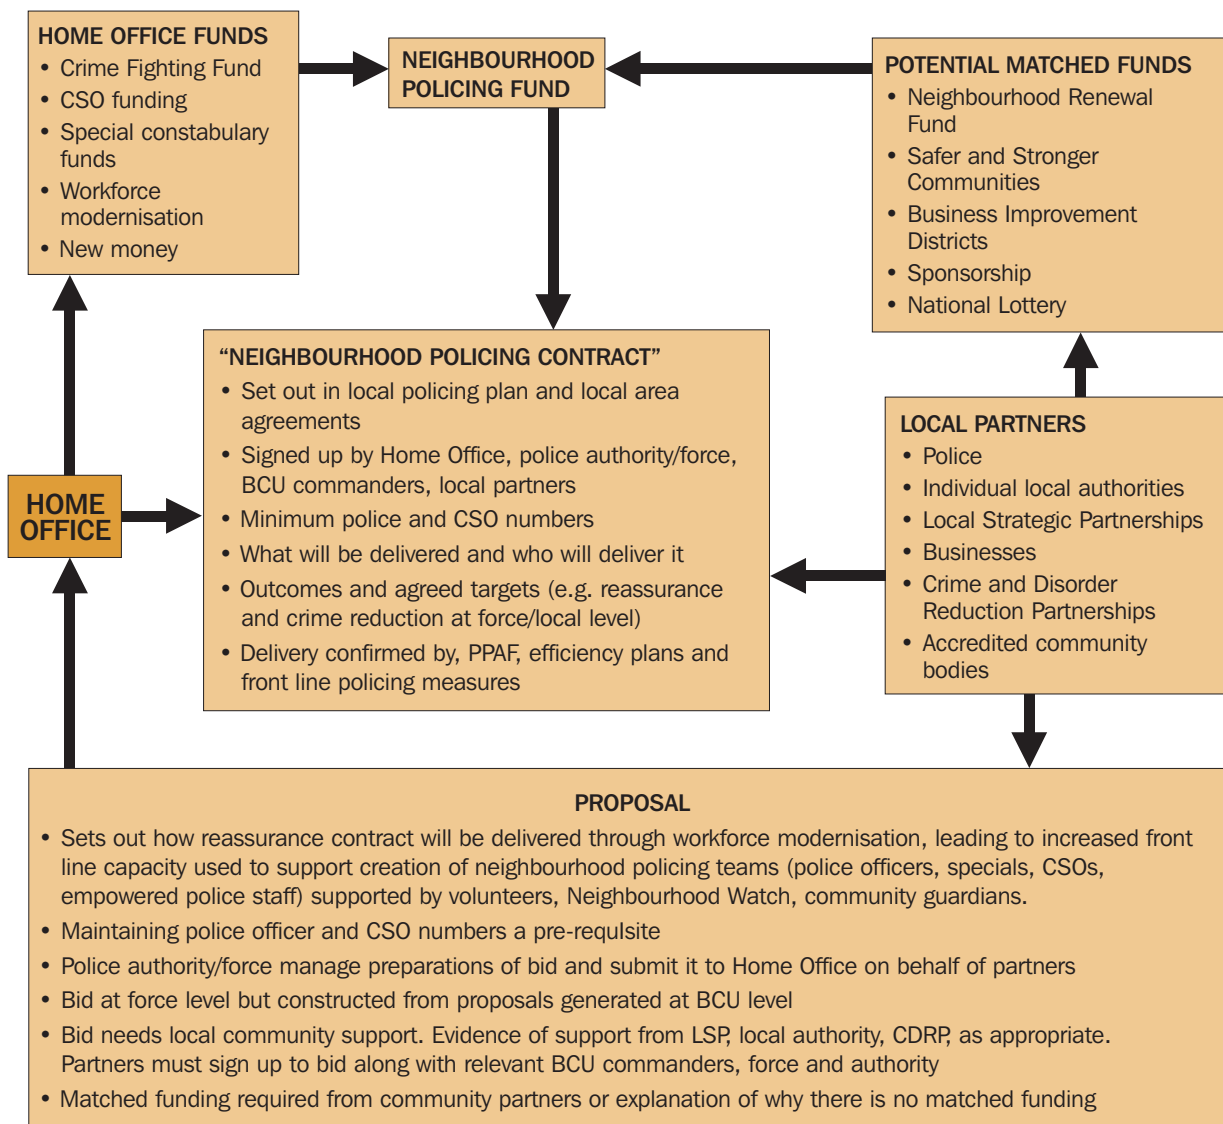 HOME OFFICE FUNDS
• Crime Fighting Fund
• CSO funding
• Special constabulary
funds
• Workforce
modernisation
• New money
NEIGHBOURHOOD
POLICING FUND
POTENTIAL MATCHED FUNDS
• Neighbourhood Renewal
Fund
• Safer and Stronger
Communities
• Business Improvement
Districts
• Sponsorship
• National Lottery
“NEIGHBOURHOOD POLICING CONTRACT”
• Set out in local policing plan and local area
agreements
• Signed up by Home Office, police authority/force,
BCU commanders, local partners
• Minimum police and CSO numbers
• What will be delivered and who will deliver it
• Outcomes and agreed targets (e.g. reassurance
and crime reduction at force/local level)
• Delivery confirmed by, PPAF, efficiency plans and
front line policing measures
HOME
OFFICE
LOCAL PARTNERS
• Police
• Individual local authorities
• Local Strategic Partnerships
• Businesses
• Crime and Disorder
Reduction Partnerships
• Accredited community
bodies
PROPOSAL
• Sets out how reassurance contract will be delivered through workforce modernisation, leading to increased front
line capacity used to support creation of neighbourhood policing teams (police officers, specials, CSOs,
empowered police staff) supported by volunteers, Neighbourhood Watch, community guardians.
• Maintaining police officer and CSO numbers a pre-requlsite
• Police authority/force manage preparations of bid and submit it to Home Office on behalf of partners
• Bid at force level but constructed from proposals generated at BCU level
• Bid needs local community support. Evidence of support from LSP, local authority, CDRP, as appropriate.
Partners must sign up to bid along with relevant BCU commanders, force and authority
• Matched funding required from community partners or explanation of why there is no matched funding